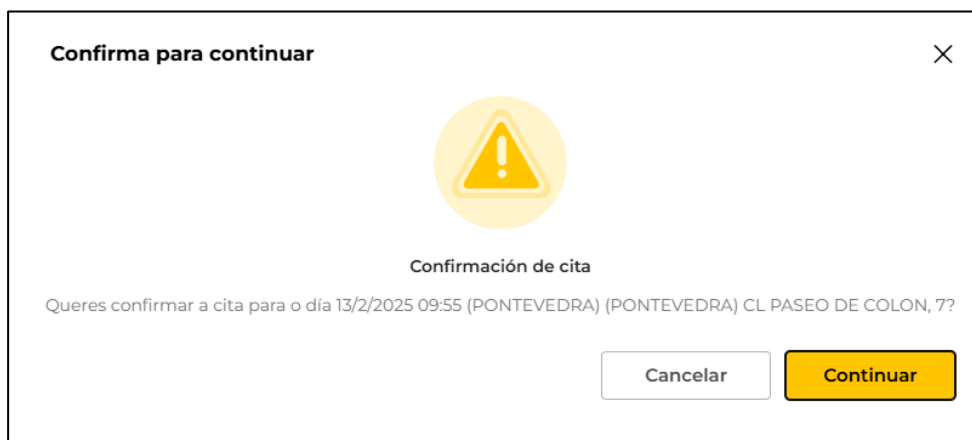 Confirma para continuar
Confirmación de cita
Queres confirmar a cita para o día 13/2/2025 09:55 (PONTEVEDRA) (PONTEVEDRA) CL PASEO DE COLON, 7?
Cancelar
Continuar